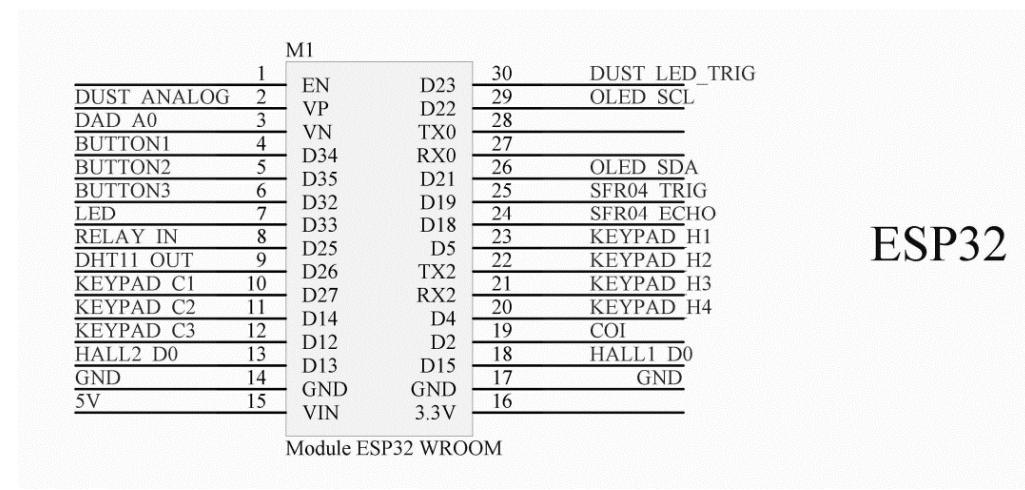 M1
1 EN D23 30 DUST_LED_TRIG
DUST_ANALOG 2 VP D22 29 OLED_SCL
DAD_A0 3 VN TX0 28
BUTTON1 4 D34 RX0 27
BUTTON2 5 D35 D21 26 OLED_SDA
BUTTON3 6 D32 D19 25 SFR04_TRIG
LED 7 D33 D18 24 SFR04_ECHO
RELAY_IN 8 D25 D5 23 KEYPAD_H1
DHT11_OUT 9 D26 TX2 22 KEYPAD_H2
KEYPAD_C1 10 D27 RX2 21 KEYPAD_H3
KEYPAD_C2 11 D14 D4 20 KEYPAD_H4
KEYPAD_C3 12 D12 D2 19 COI
HALL2_D0 13 D13 D15 18 HALL1_D0
GND 14 GND GND 17 GND
5V 15 VIN 3.3V 16
Module ESP32 WROOM
ESP32